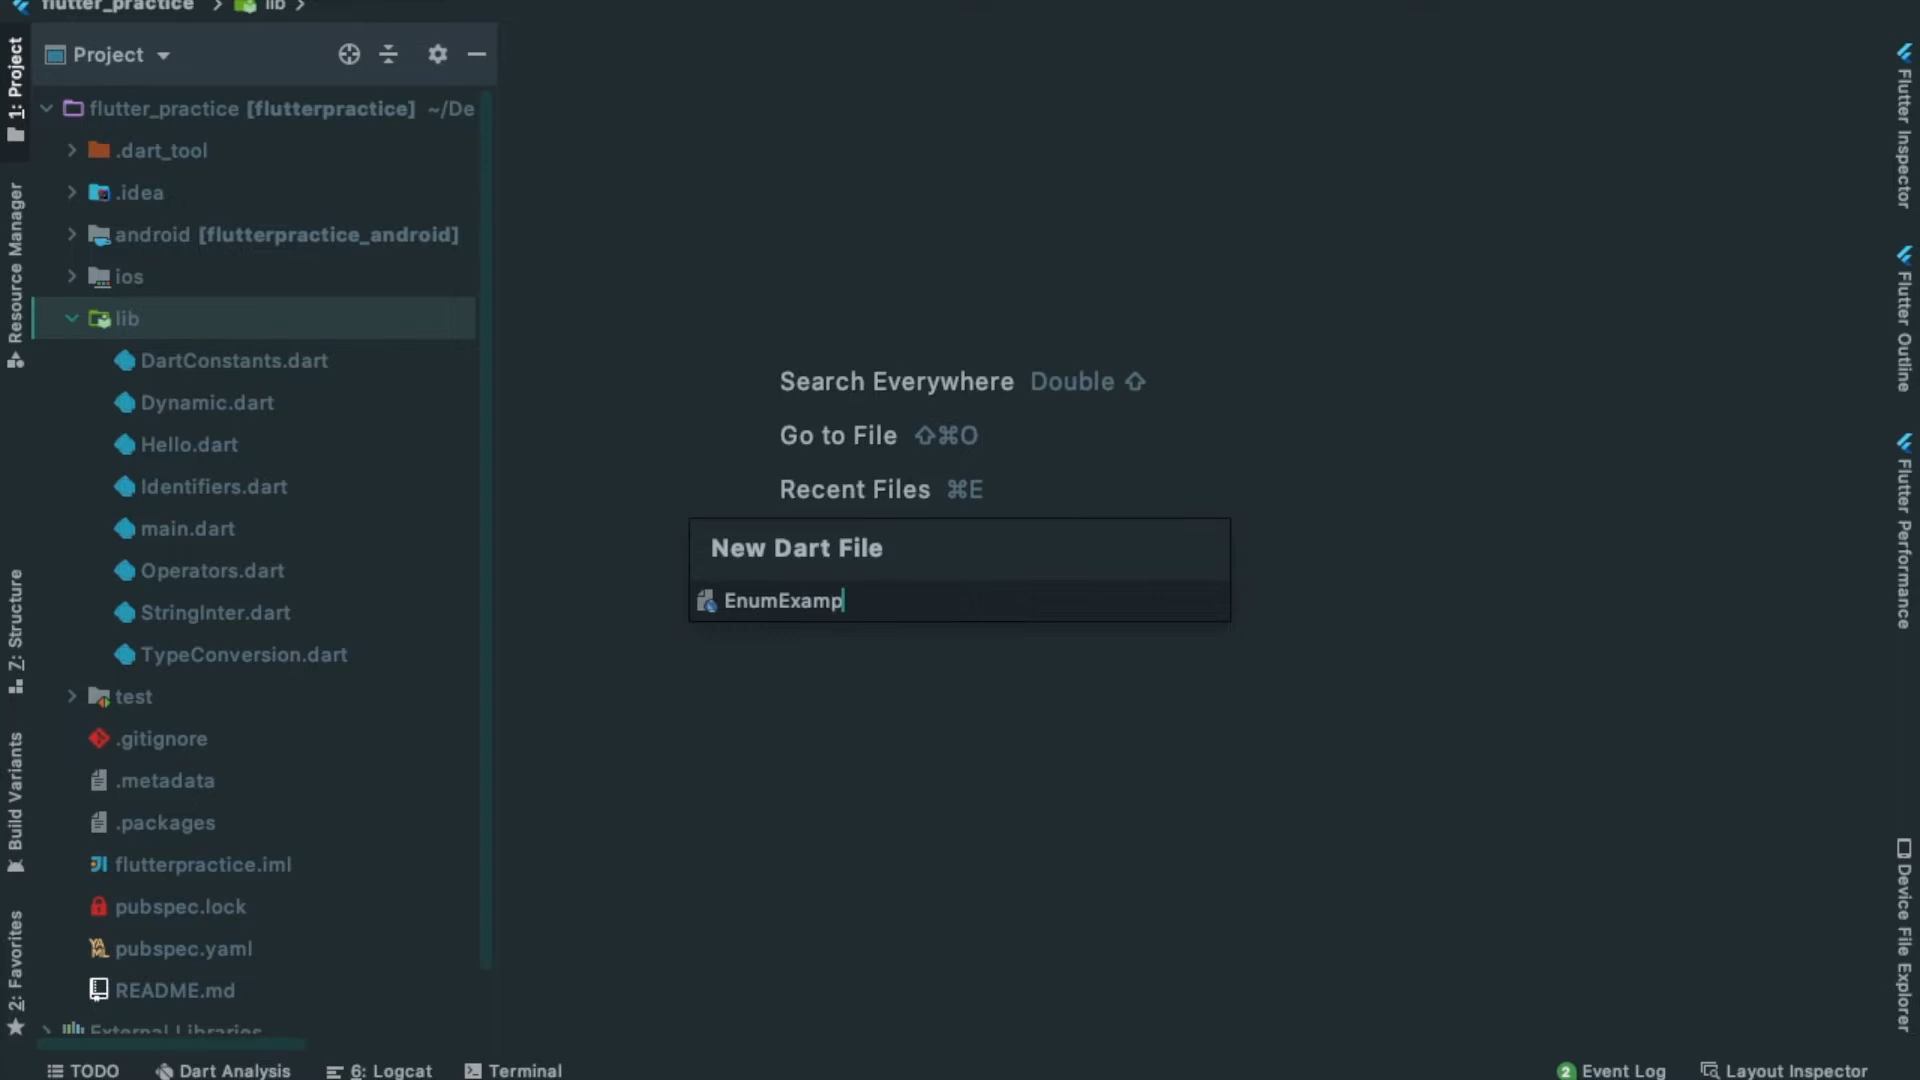 flutter_practice > lib >
Project
flutter_practice [flutterpractice] ~/De
.dart_tool
.idea
android [flutterpractice_android]
ios
lib
DartConstants.dart
Dynamic.dart
Hello.dart
Identifiers.dart
main.dart
Operators.dart
StringInter.dart
TypeConversion.dart
test
.gitignore
.metadata
.packages
flutterpractice.iml
pubspec.lock
pubspec.yaml
README.md
External Libraries
1: Project
Resource Manager
Z: Structure
Build Variants
2: Favorites
Search Everywhere Double ⇧
Go to File ⇧⌘O
Recent Files ⌘E
New Dart File
EnumExamp
Flutter Inspector
Flutter Outline
Flutter Performance
Device File Explorer
TODO
Dart Analysis
6: Logcat
Terminal
2 Event Log
Layout Inspector